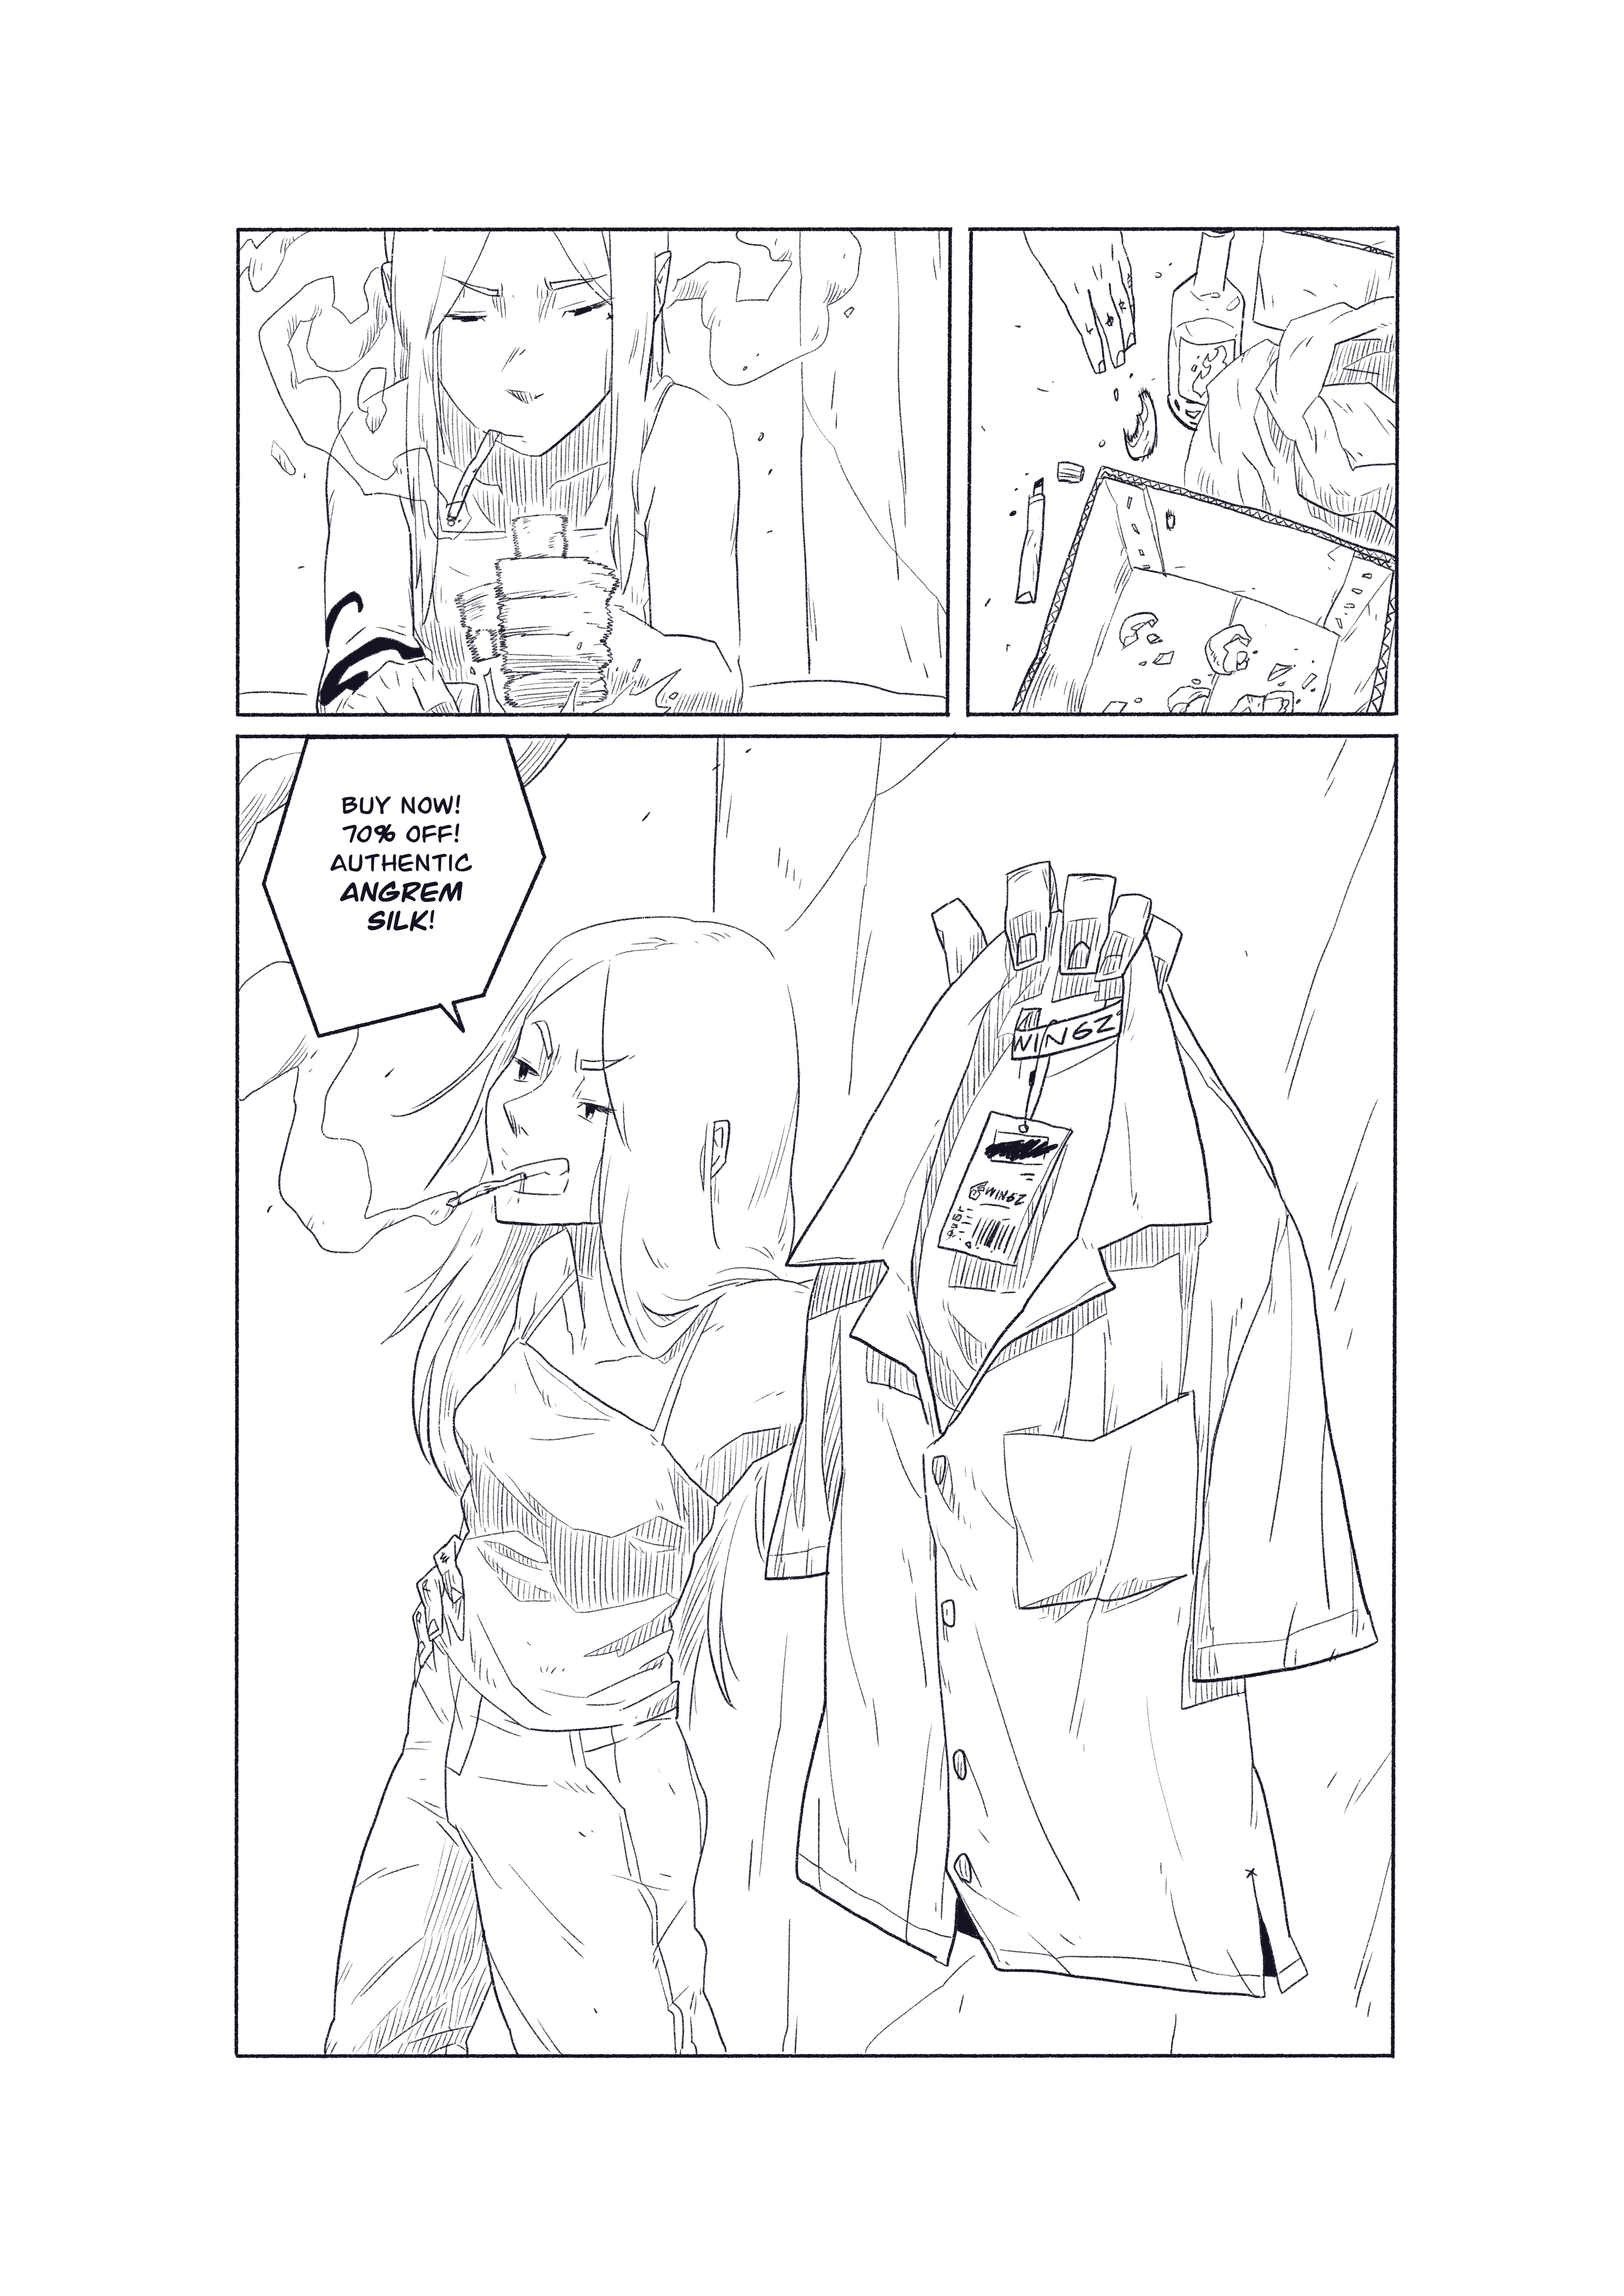 BUY NOW!
70% OFF!
AUTHENTIC
ANGREM
SILK!
WINGZ
WINGZ